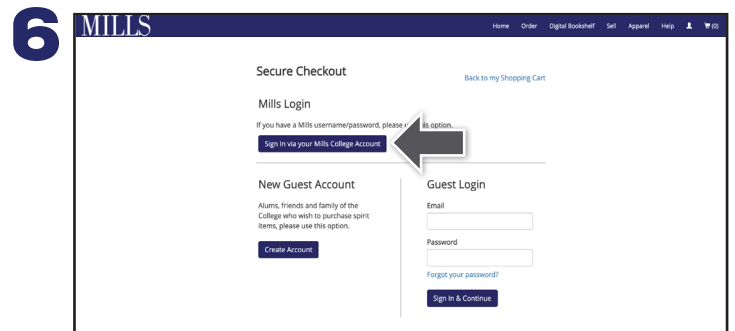 6
MILLS
Home Order Digital Bookshelf Sell Apparel Help (0)
Secure Checkout
Back to my Shopping Cart
Mills Login
If you have a Mills username/password, please this option.
Sign In via your Mills College Account
New Guest Account
Alums, friends and family of the
College who wish to purchase spirit
items, please use this option.
Create Account
Guest Login
Email
Password
Forgot your password?
Sign In & Continue